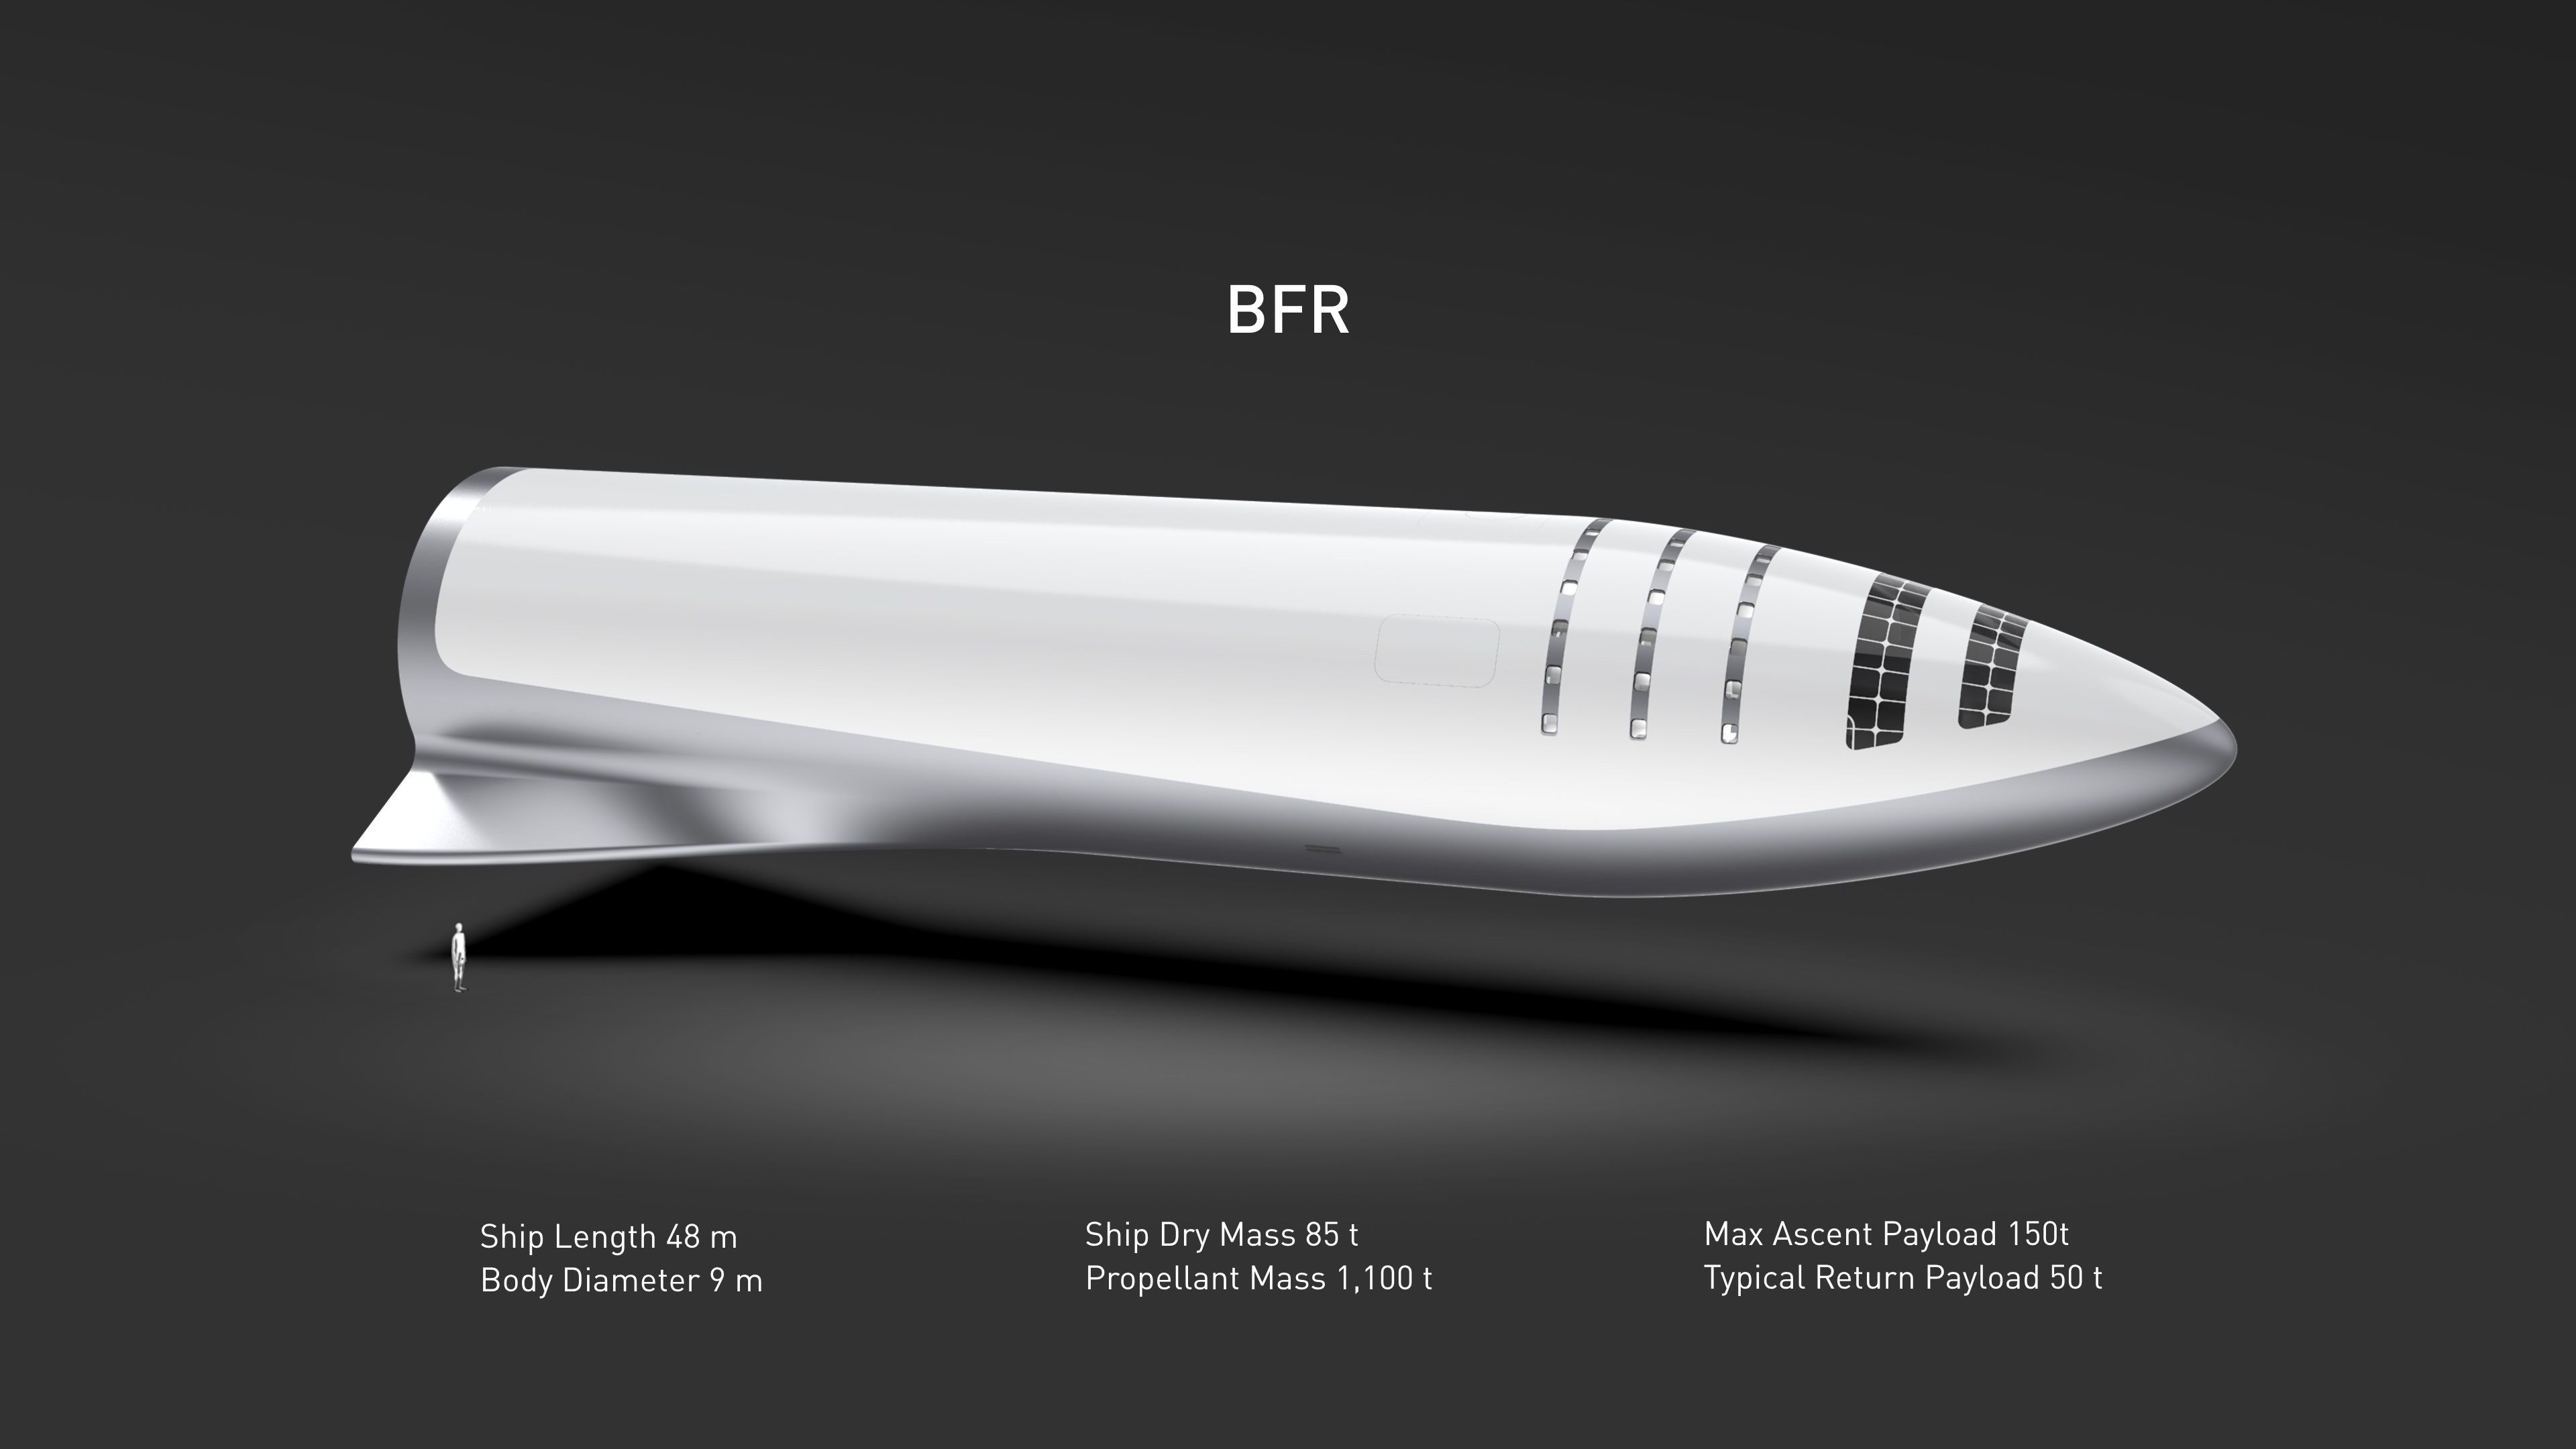 BFR
Ship Length 48 m
Body Diameter 9 m
Ship Dry Mass 85 t
Propellant Mass 1,100 t
Max Ascent Payload 150t
Typical Return Payload 50 t